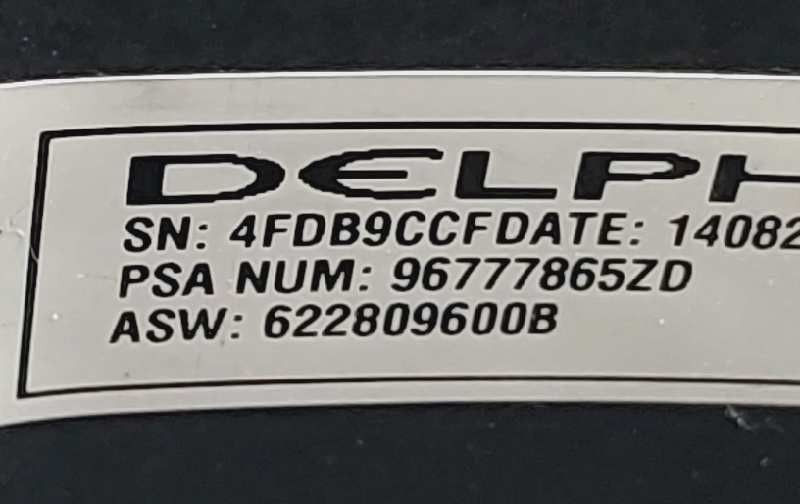 DELPH
SN: 4FDB9CCFDATE: 14082
PSA NUM: 96777865ZD
ASW: 622809600B